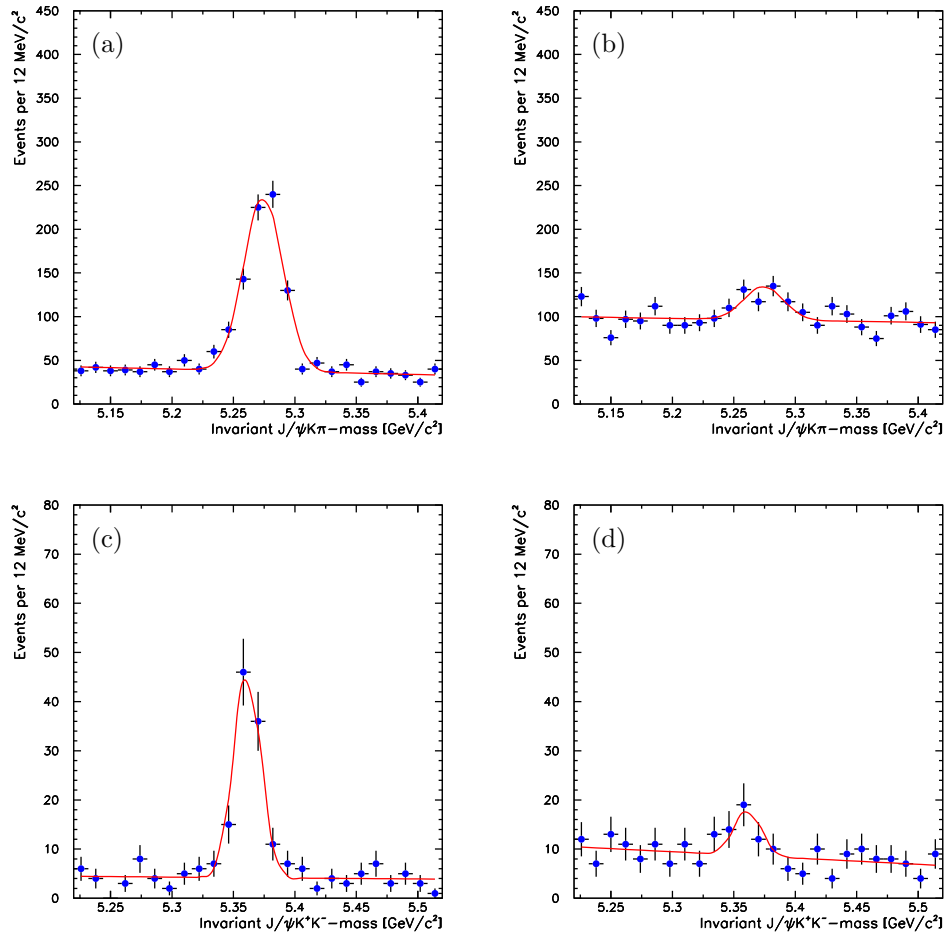 Events per 12 MeV/c²
450
400
350
300
250
200
150
100
50
0
(a)
5.15 5.2 5.25 5.3 5.35 5.4
Invariant J/ψKπ−mass [GeV/c²]
Events per 12 MeV/c²
450
400
350
300
250
200
150
100
50
0
(b)
5.15 5.2 5.25 5.3 5.35 5.4
Invariant J/ψKπ−mass [GeV/c²]
Events per 12 MeV/c²
80
70
60
50
40
30
20
10
0
(c)
5.25 5.3 5.35 5.4 5.45 5.5
Invariant J/ψK⁺K⁻−mass [GeV/c²]
Events per 12 MeV/c²
80
70
60
50
40
30
20
10
0
(d)
5.25 5.3 5.35 5.4 5.45 5.5
Invariant J/ψK⁺K⁻−mass [GeV/c²]